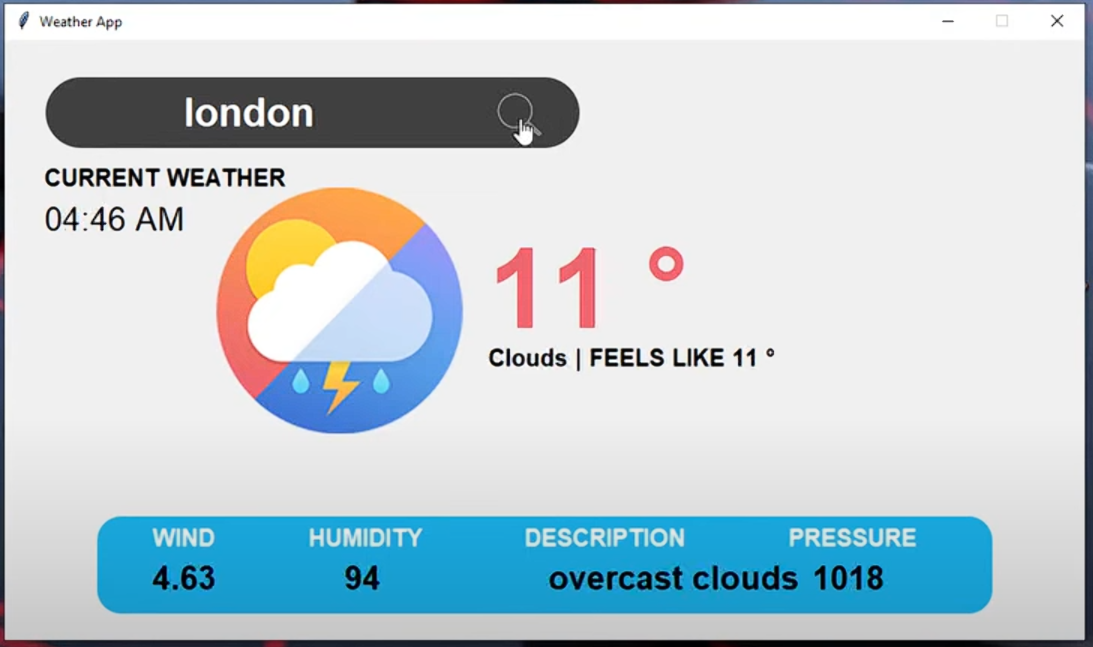 Weather App
london
CURRENT WEATHER
04:46 AM
11 °
Clouds | FEELS LIKE 11 °
WIND HUMIDITY DESCRIPTION PRESSURE
4.63 94 overcast clouds 1018